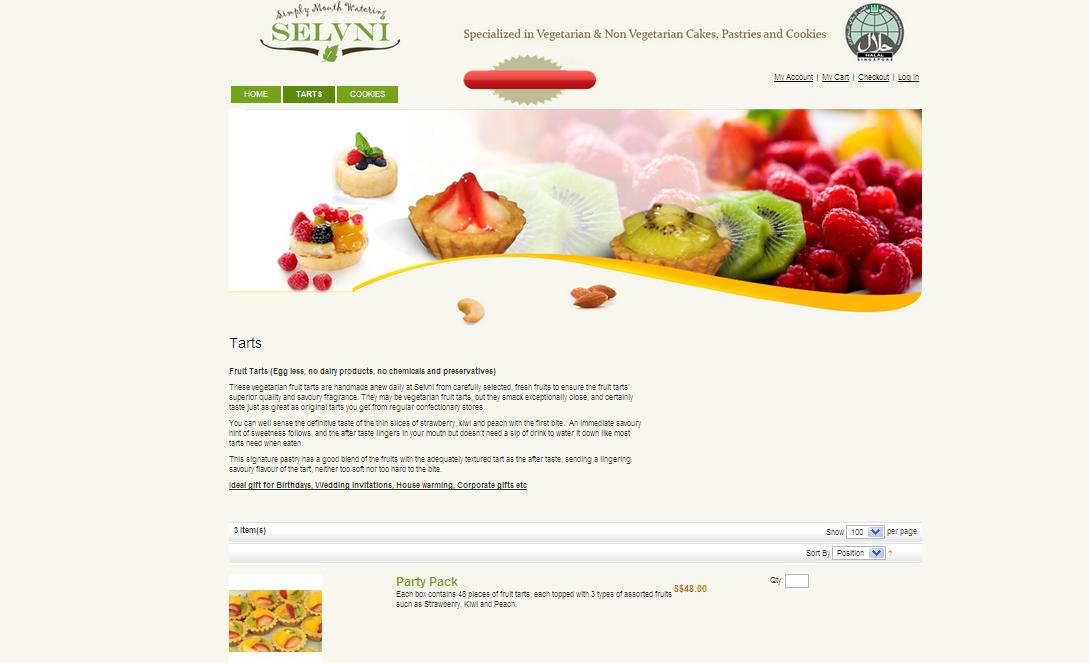 Simply Mouth Watering
SELVNI
Specialized in Vegetarian & Non Vegetarian Cakes, Pastries and Cookies
حلال
HALAL
SINGAPORE
My Account | My Cart | Checkout | Log In
HOME TARTS COOKIES
Tarts
Fruit Tarts (Egg less, no dairy products, no chemicals and preservatives)
These vegetarian fruit tarts are handmade anew daily at Selvni from carefully selected, fresh fruits to ensure the fruit tarts'
superior quality and savoury fragrance. They may be vegetarian fruit tarts, but they smack exceptionally close, and certainly
taste just as great as original tarts you get from regular confectionary stores.
You can well sense the definitive taste of the thin slices of strawberry, kiwi and peach with the first bite. An immediate savoury
hint of sweetness follows, and the after taste lingers in your mouth but doesn't need a sip of drink to water it down like most
tarts need when eaten.
This signature pastry has a good blend of the fruits with the adequately textured tart as the after taste, sending a lingering
savoury flavour of the tart, neither too soft nor too hard to the bite.
Ideal gift for Birthdays, Wedding invitations, House warming, Corporate gifts etc
3 Item(s)
Show 100 per page
Sort By Position
Party Pack
Each box contains 48 pieces of fruit tarts, each topped with 3 types of assorted fruits
such as Strawberry, Kiwi and Peach.
S$48.00
Qty: